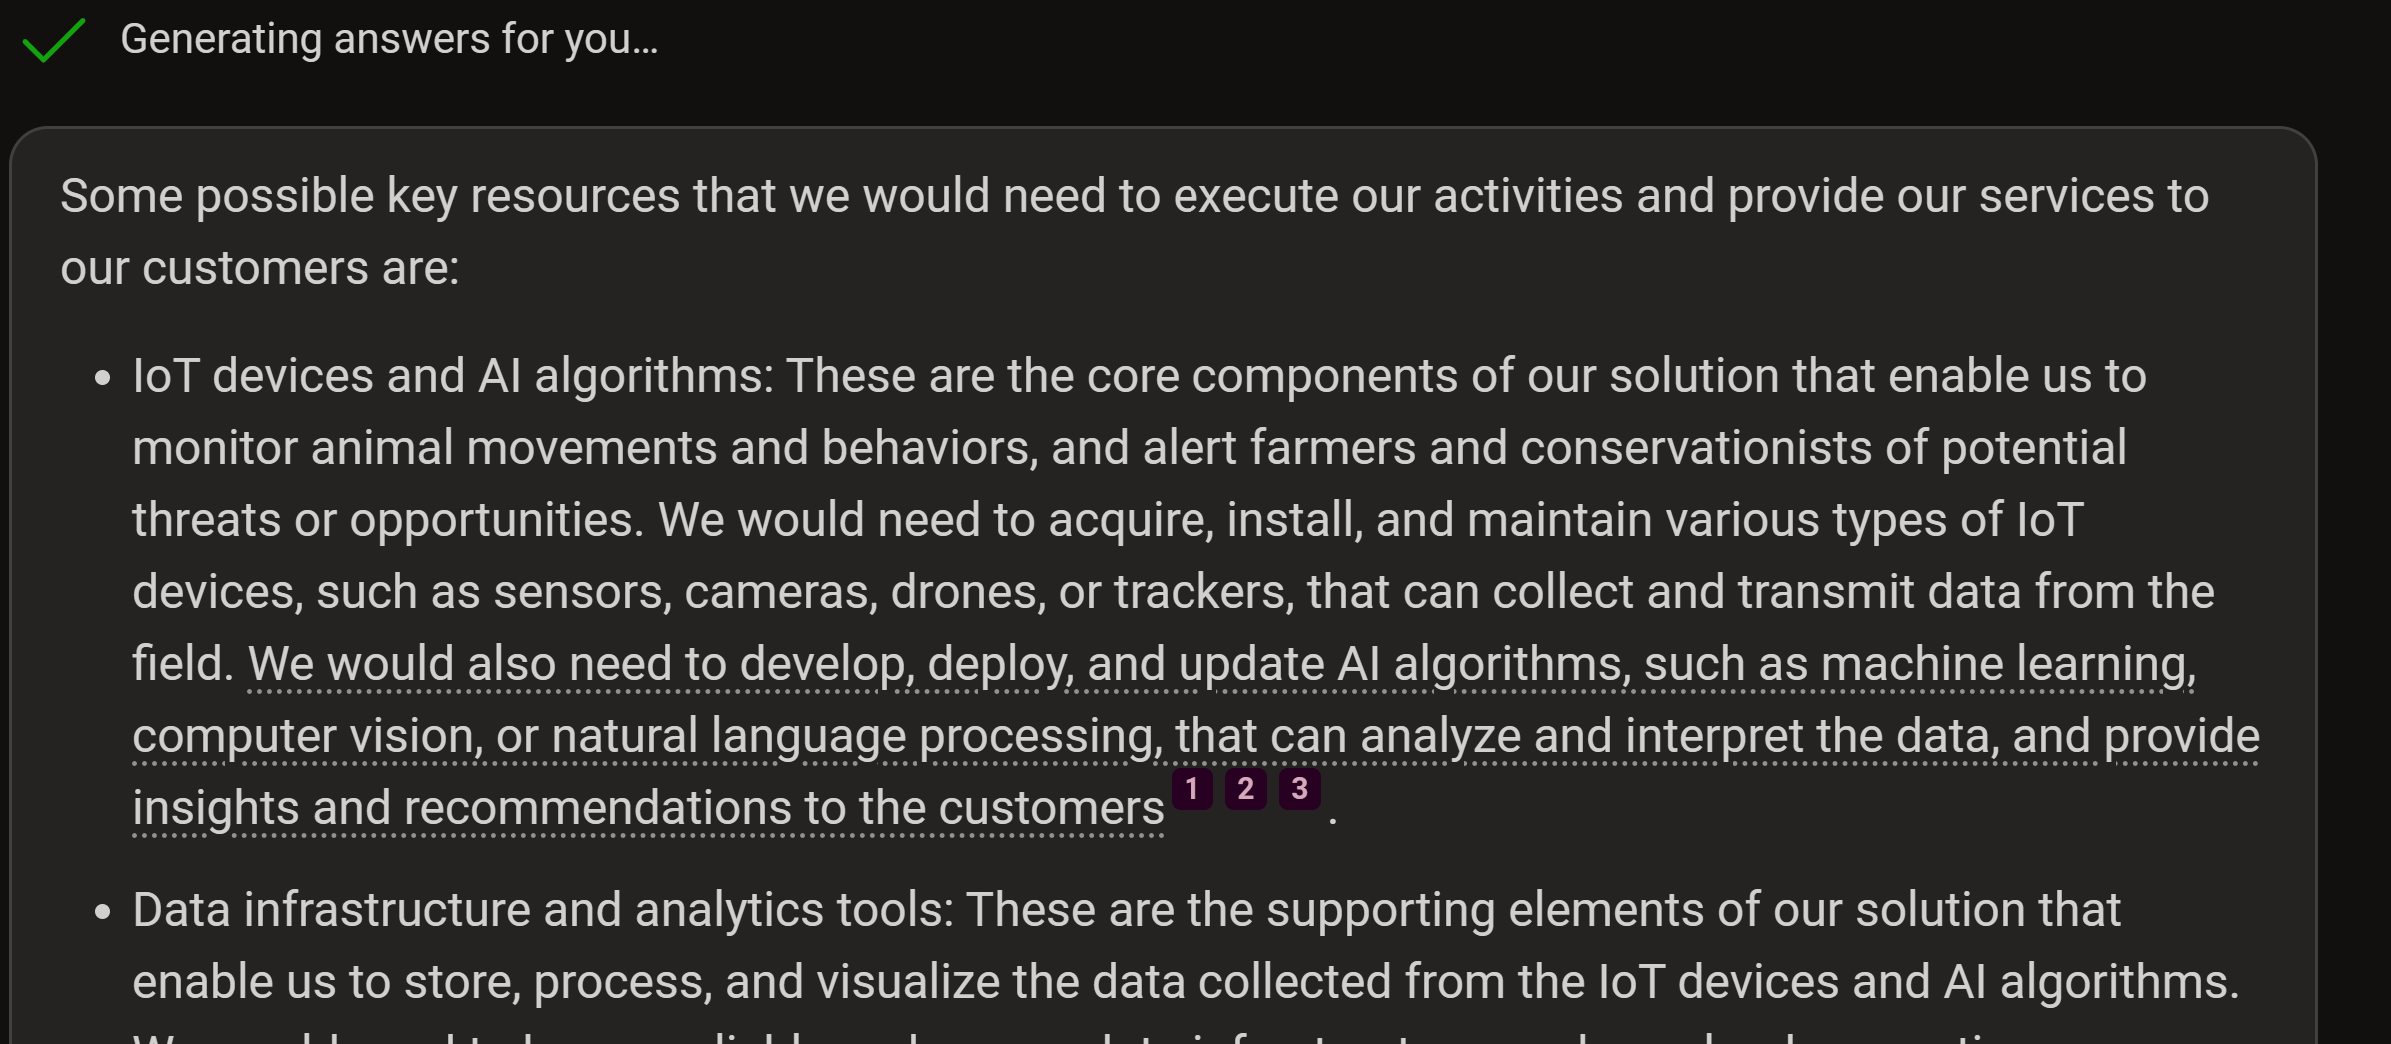 Generating answers for you...
Some possible key resources that we would need to execute our activities and provide our services to
our customers are:
• IoT devices and AI algorithms: These are the core components of our solution that enable us to
monitor animal movements and behaviors, and alert farmers and conservationists of potential
threats or opportunities. We would need to acquire, install, and maintain various types of IoT
devices, such as sensors, cameras, drones, or trackers, that can collect and transmit data from the
field. We would also need to develop, deploy, and update AI algorithms, such as machine learning,
computer vision, or natural language processing, that can analyze and interpret the data, and provide
insights and recommendations to the customers 1 2 3 .
• Data infrastructure and analytics tools: These are the supporting elements of our solution that
enable us to store, process, and visualize the data collected from the IoT devices and AI algorithms.